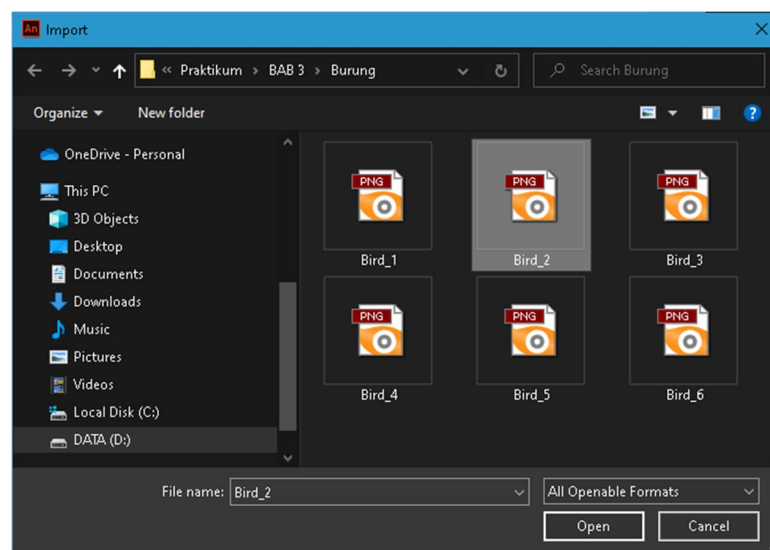 An Import
« Praktikum > BAB 3 > Burung
Search Burung
Organize New folder
OneDrive - Personal
This PC
3D Objects
Desktop
Documents
Downloads
Music
Pictures
Videos
Local Disk (C:)
DATA (D:)
PNG PNG PNG
Bird_1 Bird_2 Bird_3
PNG PNG PNG
Bird_4 Bird_5 Bird_6
File name: Bird_2 All Openable Formats
Open Cancel